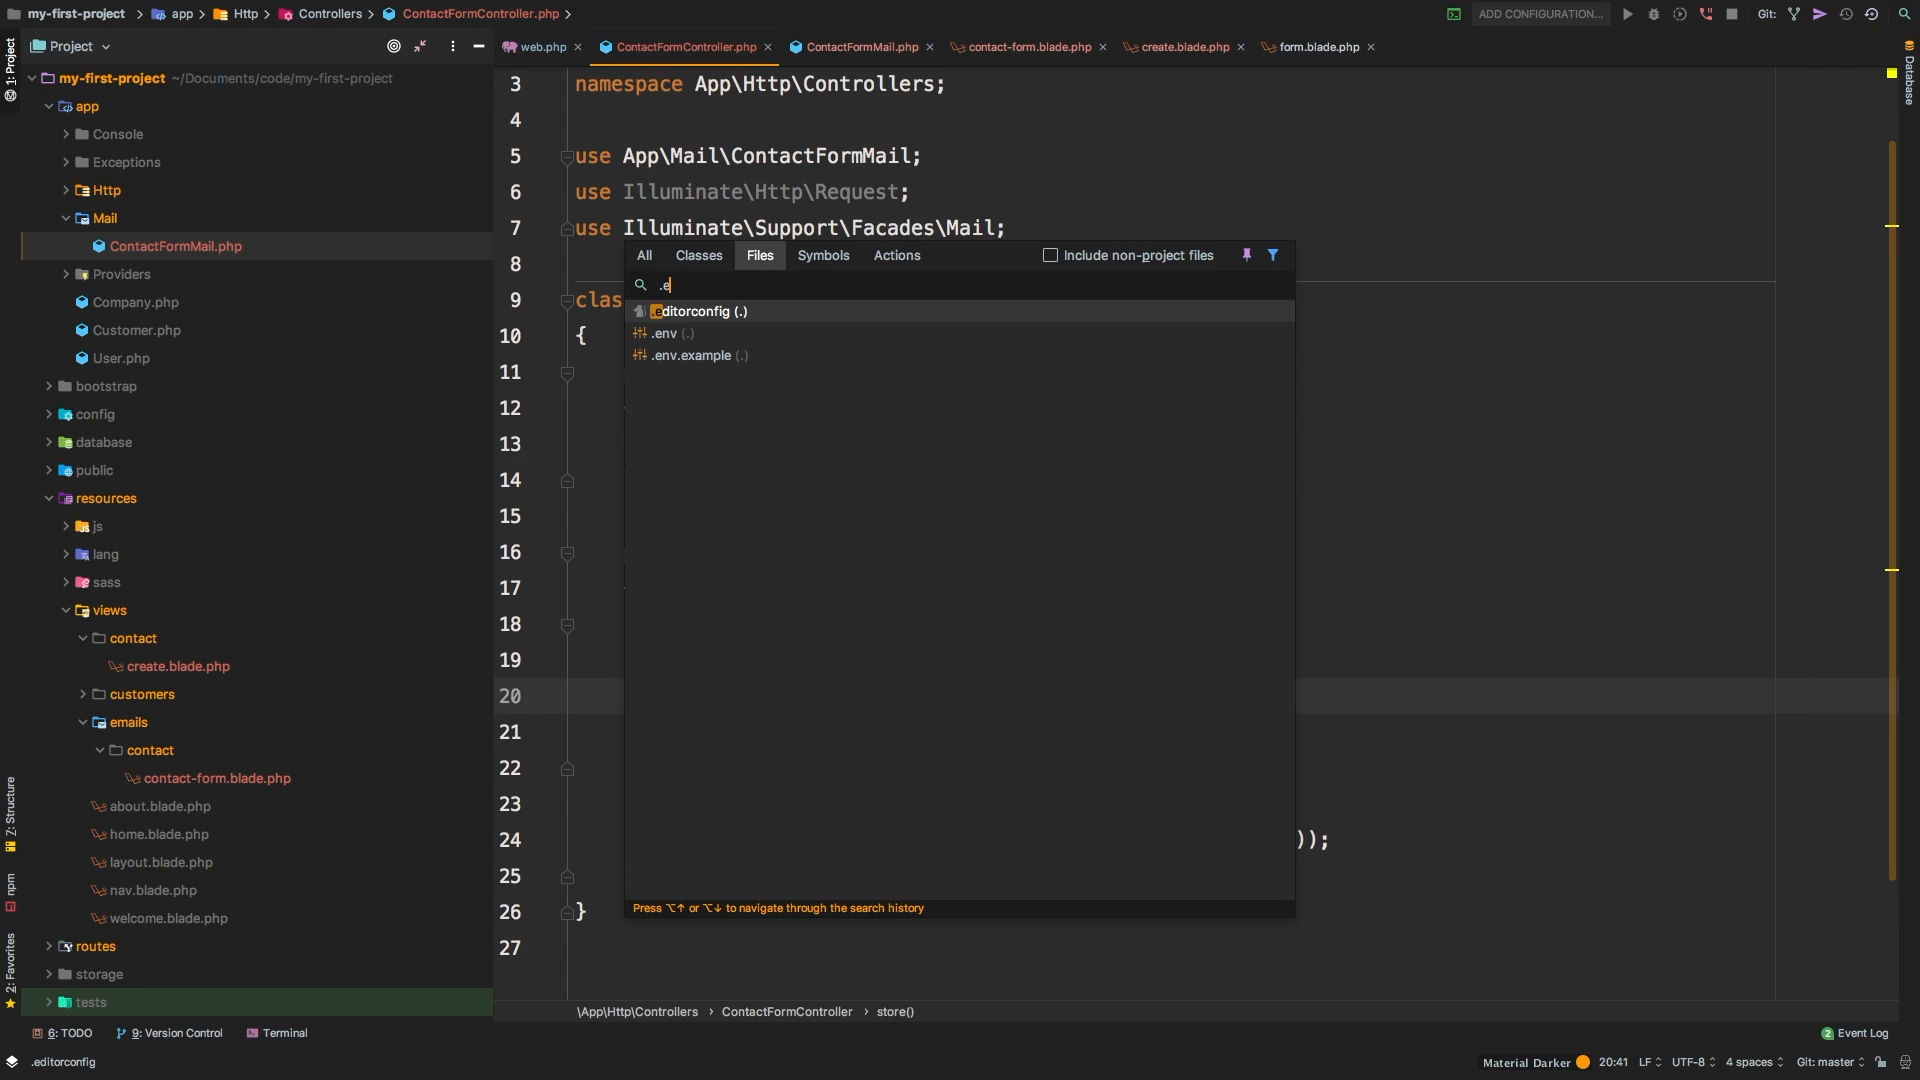 my-first-project > app > Http > Controllers > ContactFormController.php >
ADD CONFIGURATION...
Git:
1: Project
Project
web.php
ContactFormController.php
ContactFormMail.php
contact-form.blade.php
create.blade.php
form.blade.php
Database
my-first-project ~/Documents/code/my-first-project
app
Console
Exceptions
Http
Mail
ContactFormMail.php
Providers
Company.php
Customer.php
User.php
bootstrap
config
database
public
resources
js
lang
sass
views
contact
create.blade.php
customers
emails
contact
contact-form.blade.php
about.blade.php
home.blade.php
layout.blade.php
nav.blade.php
welcome.blade.php
routes
storage
tests
Z: Structure
npm
2: Favorites
3 namespace App\Http\Controllers;
4
5 use App\Mail\ContactFormMail;
6 use Illuminate\Http\Request;
7 use Illuminate\Support\Facades\Mail;
8
9 clas
10 {
11
12
13
14
15
16
17
18
19
20
21
22
23
24 ));
25
26 }
27
All Classes Files Symbols Actions Include non-project files
.e
.editorconfig (.)
.env (.)
.env.example (.)
Press ⌥↑ or ⌥↓ to navigate through the search history
\App\Http\Controllers > ContactFormController > store()
6: TODO 9: Version Control Terminal
2 Event Log
.editorconfig
Material Darker 20:41 LF UTF-8 4 spaces Git: master